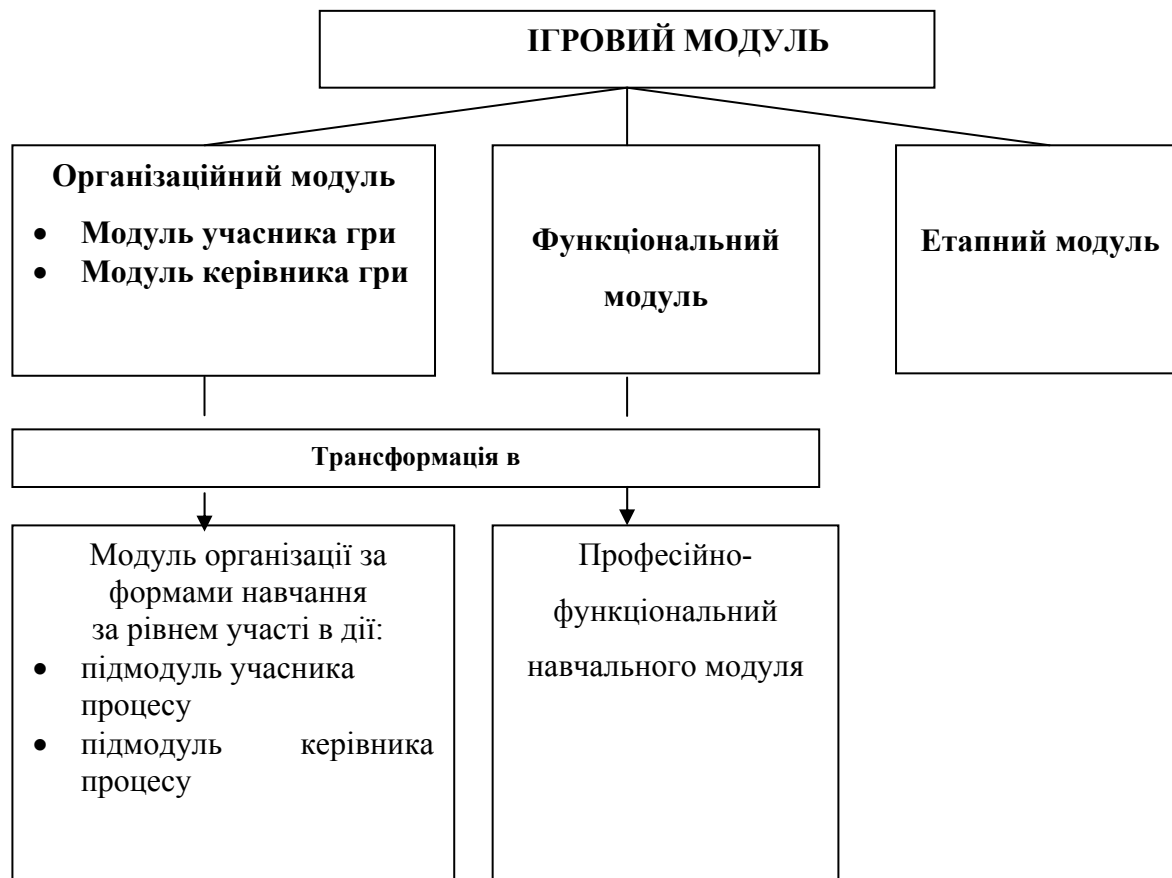 ІГРОВИЙ МОДУЛЬ
Організаційний модуль
• Модуль учасника гри
• Модуль керівника гри
Функціональний
модуль
Етапний модуль
Трансформація в
Модуль організації за
формами навчання
за рівнем участі в дії:
• підмодуль учасника
процесу
• підмодуль керівника
процесу
Професійно-
функціональний
навчального модуля